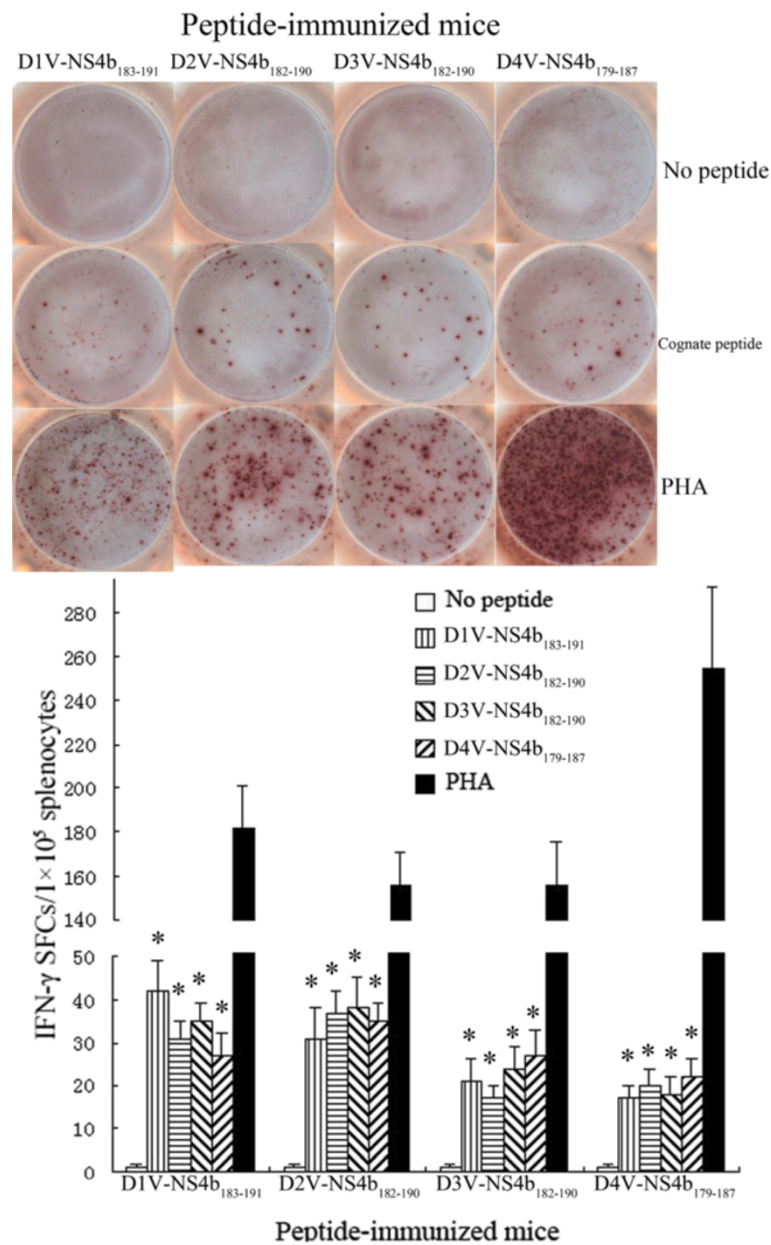 Peptide-immunized mice
D1V-NS4b183-191 D2V-NS4b182-190 D3V-NS4b182-190 D4V-NS4b179-187
No peptide
Cognate peptide
PHA
IFN-γ SFCs/1×10⁵ splenocytes
280
260
240
220
200
180
160
140
50
40
30
20
10
0
No peptide
D1V-NS4b183-191
D2V-NS4b182-190
D3V-NS4b182-190
D4V-NS4b179-187
PHA
* * * *
* * * *
* * * *
* * * *
D1V-NS4b183-191 D2V-NS4b182-190 D3V-NS4b182-190 D4V-NS4b179-187
Peptide-immunized mice